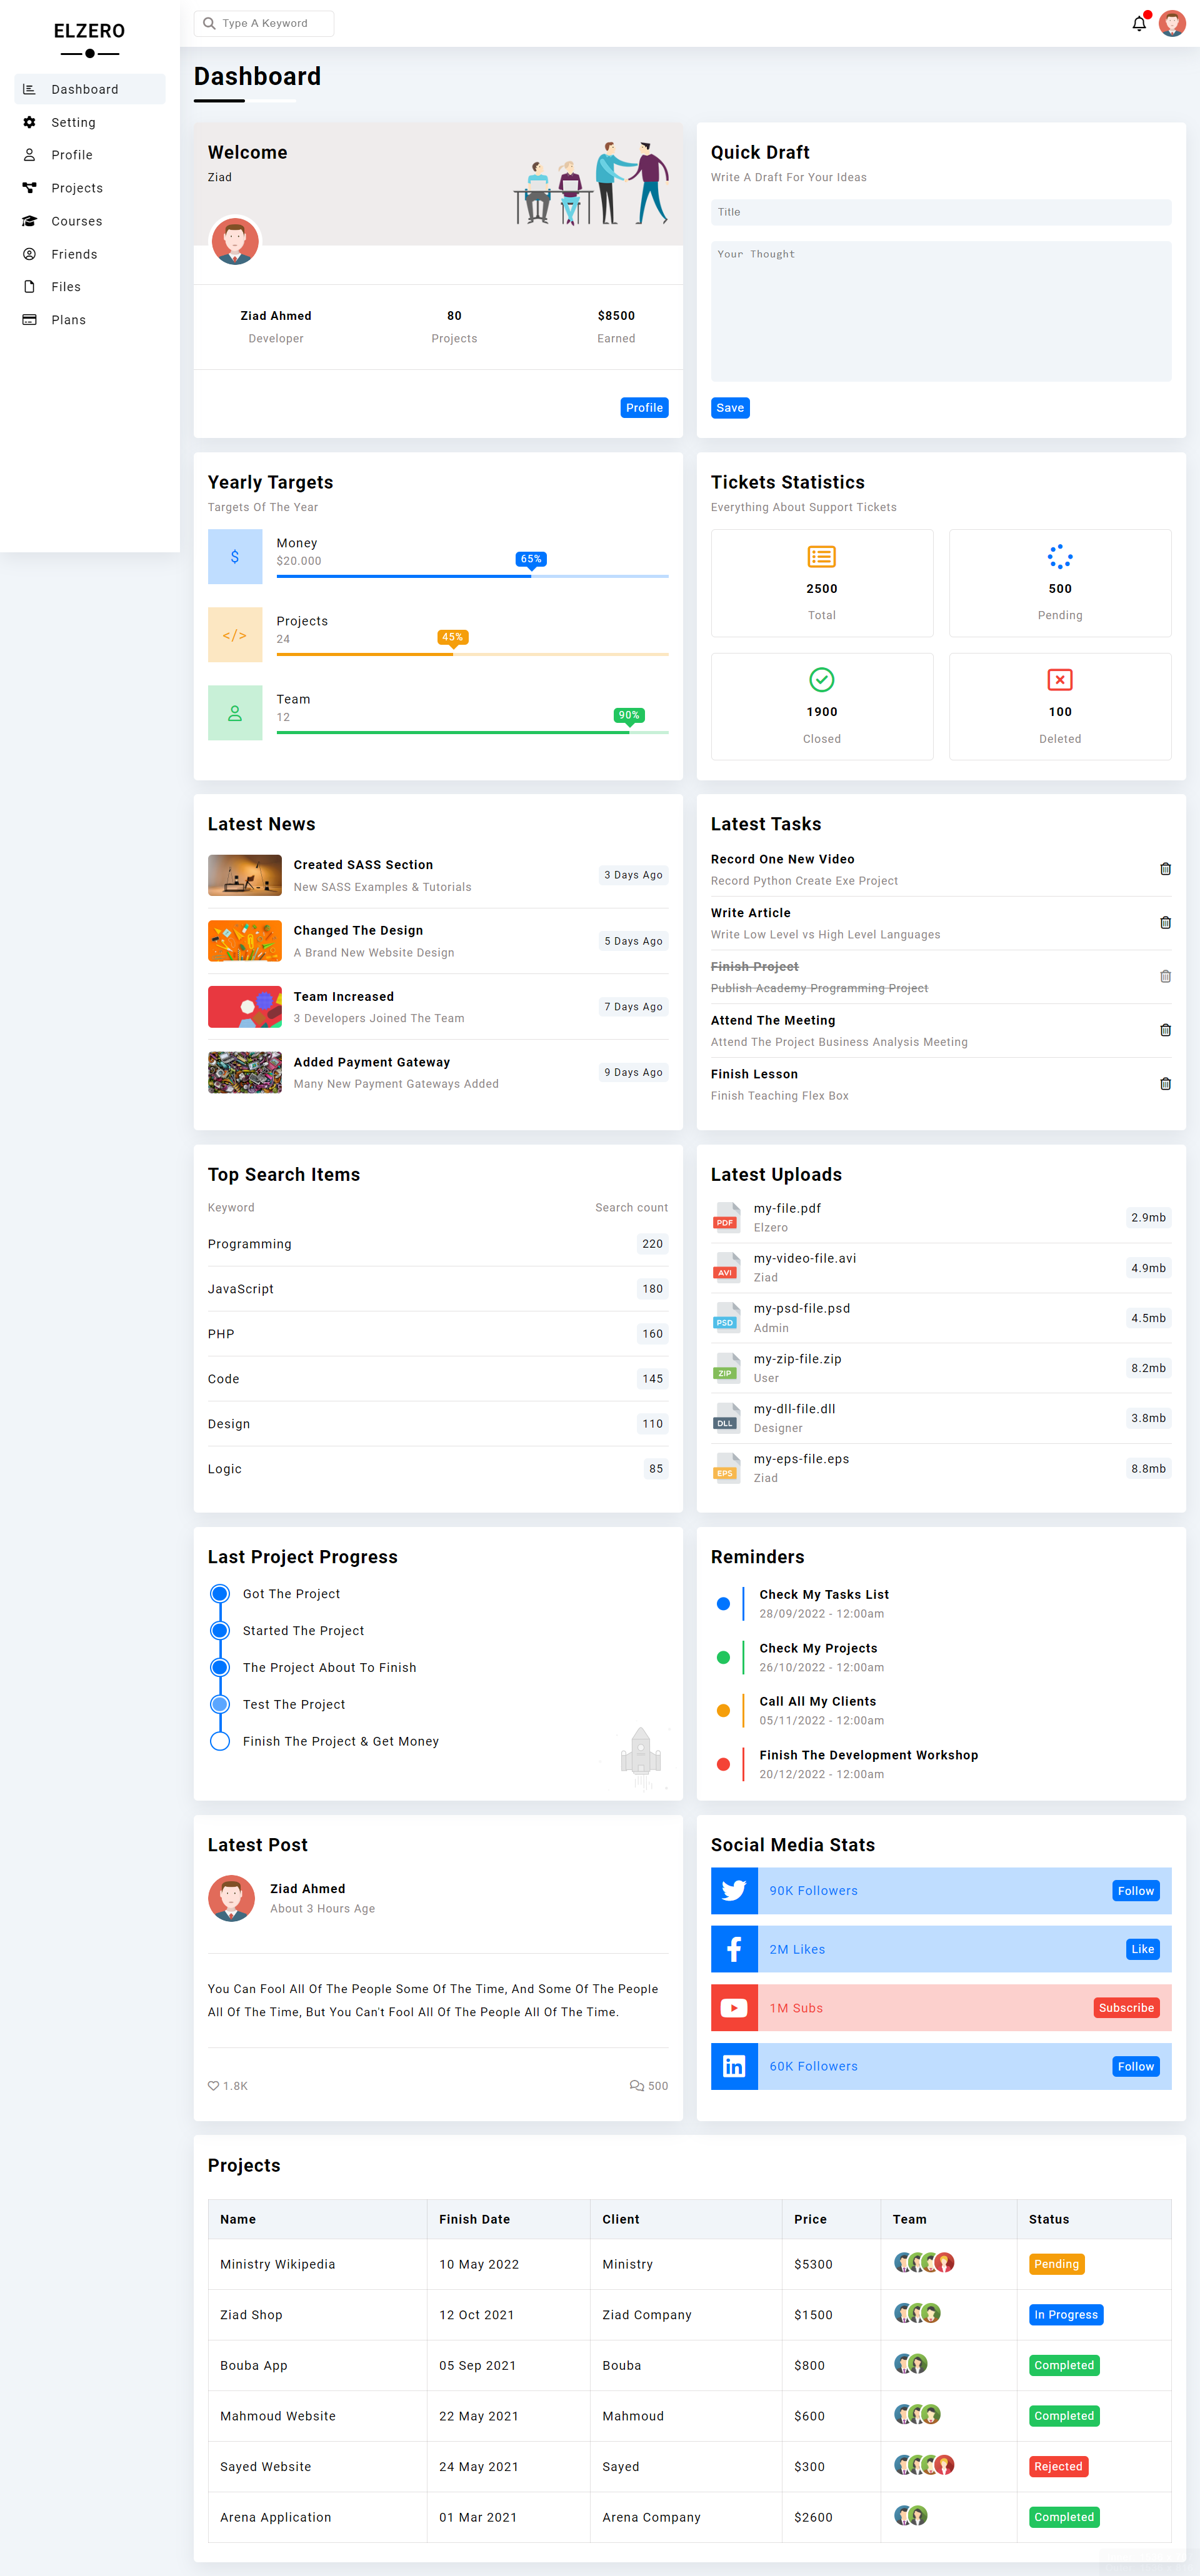 ELZERO
Dashboard
Setting
Profile
Projects
Courses
Friends
Files
Plans
Type A Keyword
Dashboard
Welcome
Ziad
Ziad Ahmed
Developer
80
Projects
$8500
Earned
Profile
Quick Draft
Write A Draft For Your Ideas
Title
Your Thought
Save
Yearly Targets
Targets Of The Year
$
Money
$20.000
65%
</>
Projects
24
45%
Team
12
90%
Tickets Statistics
Everything About Support Tickets
2500
Total
500
Pending
1900
Closed
100
Deleted
Latest News
Created SASS Section
New SASS Examples & Tutorials
3 Days Ago
Changed The Design
A Brand New Website Design
5 Days Ago
Team Increased
3 Developers Joined The Team
7 Days Ago
Added Payment Gateway
Many New Payment Gateways Added
9 Days Ago
Latest Tasks
Record One New Video
Record Python Create Exe Project
Write Article
Write Low Level vs High Level Languages
Finish Project
Publish Academy Programming Project
Attend The Meeting
Attend The Project Business Analysis Meeting
Finish Lesson
Finish Teaching Flex Box
Top Search Items
Keyword Search count
Programming 220
JavaScript 180
PHP 160
Code 145
Design 110
Logic 85
Latest Uploads
PDF
my-file.pdf
Elzero
2.9mb
AVI
my-video-file.avi
Ziad
4.9mb
PSD
my-psd-file.psd
Admin
4.5mb
ZIP
my-zip-file.zip
User
8.2mb
DLL
my-dll-file.dll
Designer
3.8mb
EPS
my-eps-file.eps
Ziad
8.8mb
Last Project Progress
Got The Project
Started The Project
The Project About To Finish
Test The Project
Finish The Project & Get Money
Reminders
Check My Tasks List
28/09/2022 - 12:00am
Check My Projects
26/10/2022 - 12:00am
Call All My Clients
05/11/2022 - 12:00am
Finish The Development Workshop
20/12/2022 - 12:00am
Latest Post
Ziad Ahmed
About 3 Hours Age
You Can Fool All Of The People Some Of The Time, And Some Of The People
All Of The Time, But You Can't Fool All Of The People All Of The Time.
1.8K 500
Social Media Stats
90K Followers Follow
2M Likes Like
1M Subs Subscribe
in 60K Followers Follow
Projects
Name Finish Date Client Price Team Status
Ministry Wikipedia 10 May 2022 Ministry $5300 Pending
Ziad Shop 12 Oct 2021 Ziad Company $1500 In Progress
Bouba App 05 Sep 2021 Bouba $800 Completed
Mahmoud Website 22 May 2021 Mahmoud $600 Completed
Sayed Website 24 May 2021 Sayed $300 Rejected
Arena Application 01 Mar 2021 Arena Company $2600 Completed